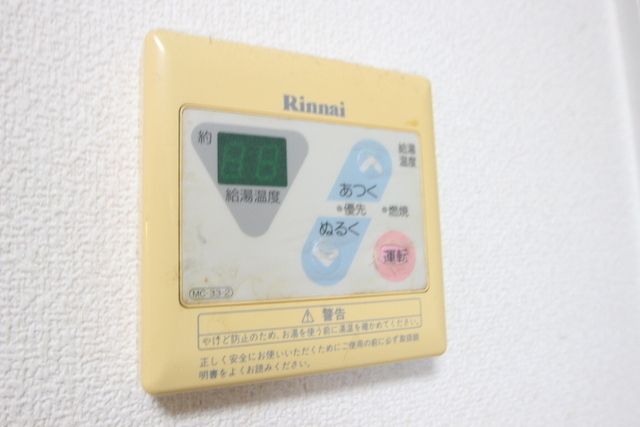 Rinnai
約
給湯温度
給湯
温度
あつく
優先
燃焼
ぬるく
運転
MC-33-2
⚠ 警告
やけど防止のため、お湯を使う前に湯温を確かめてください。
正しく安全にお使いいただくためにご使用の前に必ず取扱説
明書をよくお読みください。